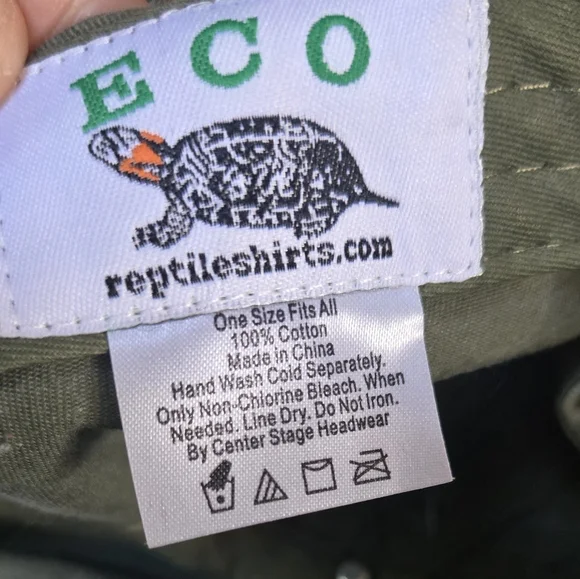 ECO
reptileshirts.com
One Size Fits All
100% Cotton
Made in China
Hand Wash Cold Separately.
Only Non-Chlorine Bleach. When
Needed. Line Dry. Do Not Iron.
By Center Stage Headwear